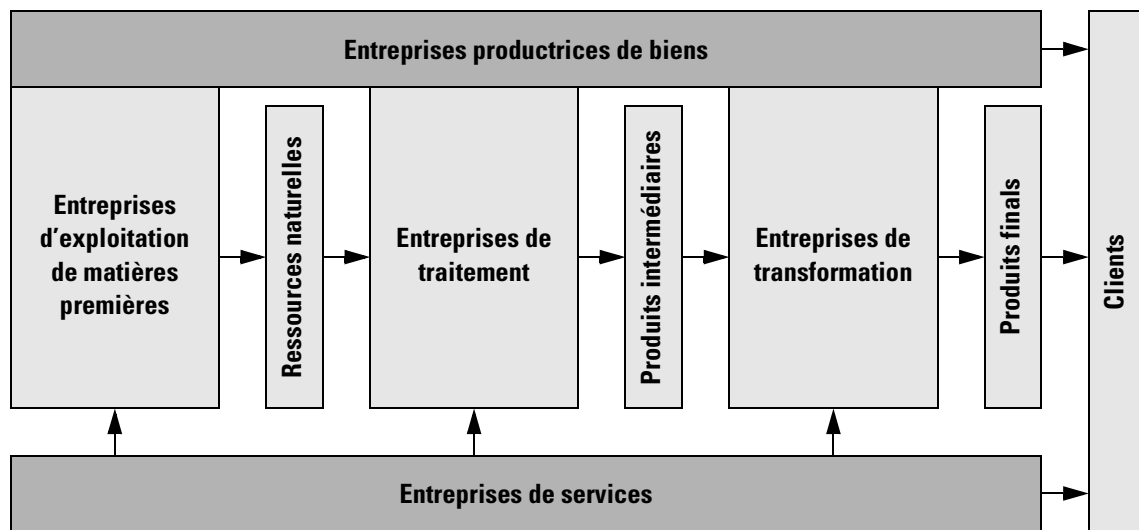 Entreprises productrices de biens
Entreprises
d'exploitation
de matières
premières
Ressources naturelles
Entreprises de
traitement
Produits intermédiaires
Entreprises de
transformation
Produits finals
Clients
Entreprises de services